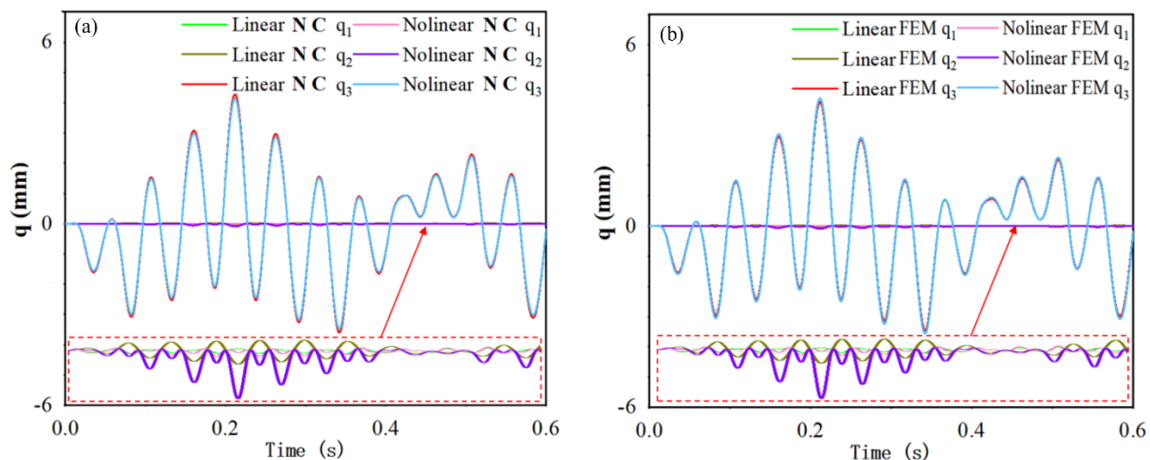 (a)
Linear N C q1 Nolinear N C q1
Linear N C q2 Nolinear N C q2
Linear N C q3 Nolinear N C q3
6
0
-6
q (mm)
0.0 0.2 0.4 0.6
Time (s)
(b)
Linear FEM q1 Nolinear FEM q1
Linear FEM q2 Nolinear FEM q2
Linear FEM q3 Nolinear FEM q3
6
0
-6
q (mm)
0.0 0.2 0.4 0.6
Time (s)